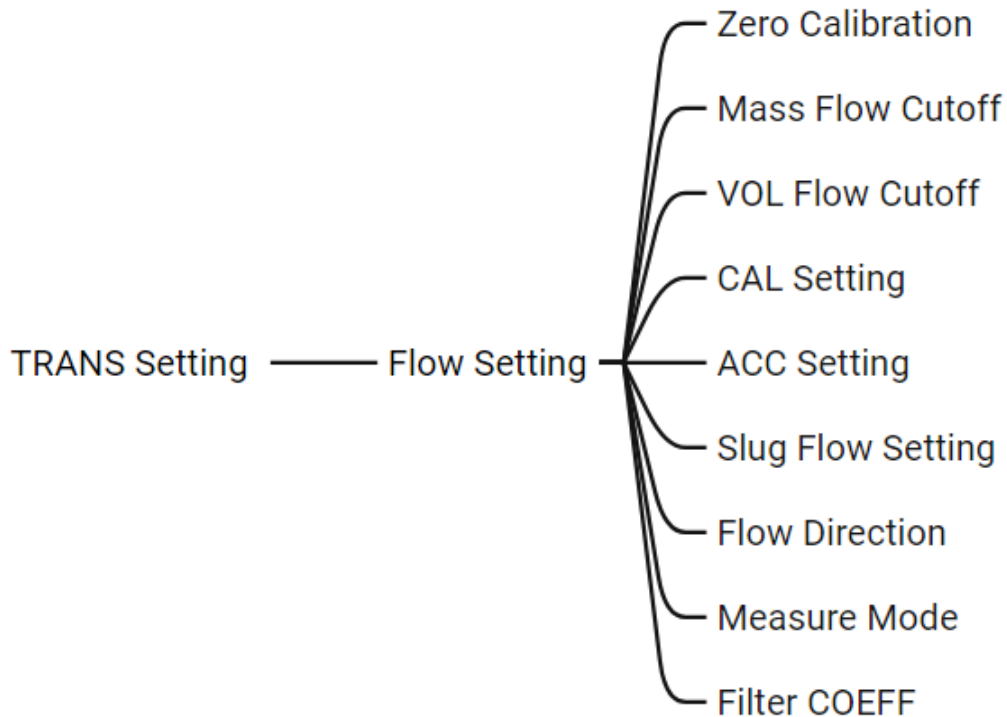 TRANS Setting
Flow Setting
Zero Calibration
Mass Flow Cutoff
VOL Flow Cutoff
CAL Setting
ACC Setting
Slug Flow Setting
Flow Direction
Measure Mode
Filter COEFF